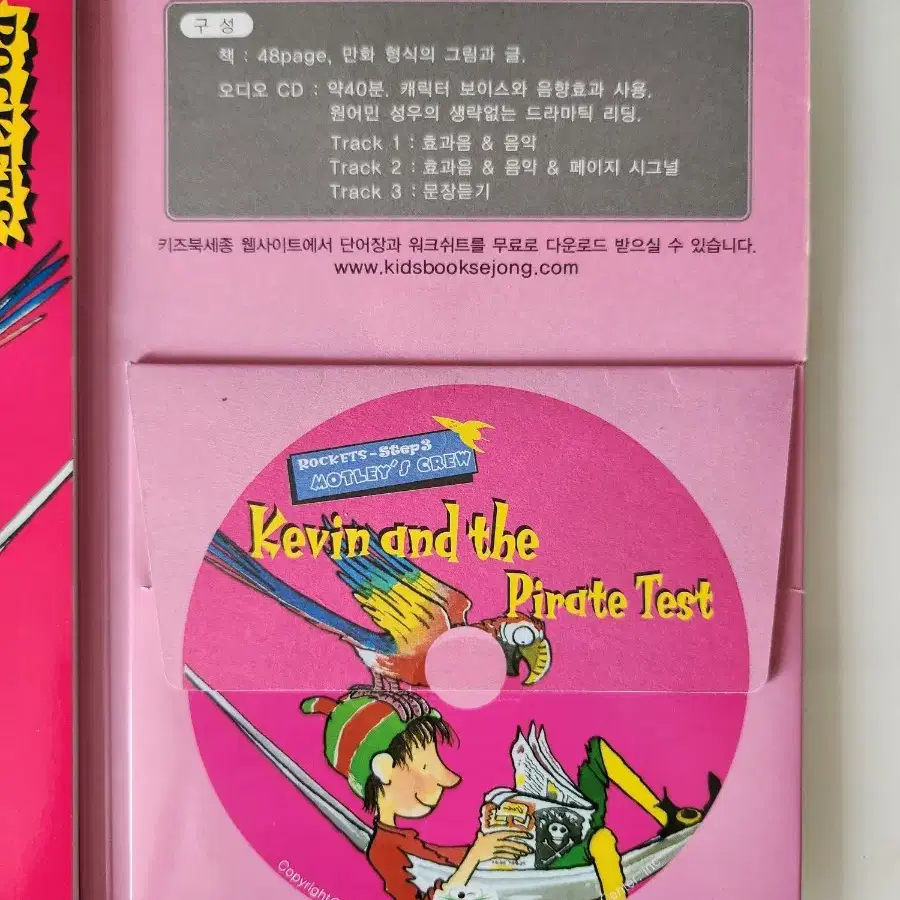 ROCKETS
구 성
책 : 48page, 만화 형식의 그림과 글.
오디오 CD : 약40분. 캐릭터 보이스와 음향효과 사용.
원어민 성우의 생략없는 드라마틱 리딩.
Track 1 : 효과음 & 음악
Track 2 : 효과음 & 음악 & 페이지 시그널
Track 3 : 문장듣기
키즈북세종 웹사이트에서 단어장과 워크쉬트를 무료로 다운로드 받으실 수 있습니다.
www.kidsbooksejong.com
ROCKETS-Step3
MOTLEY'S CREW
Kevin and the
Pirate Test
Copyright
Inc.